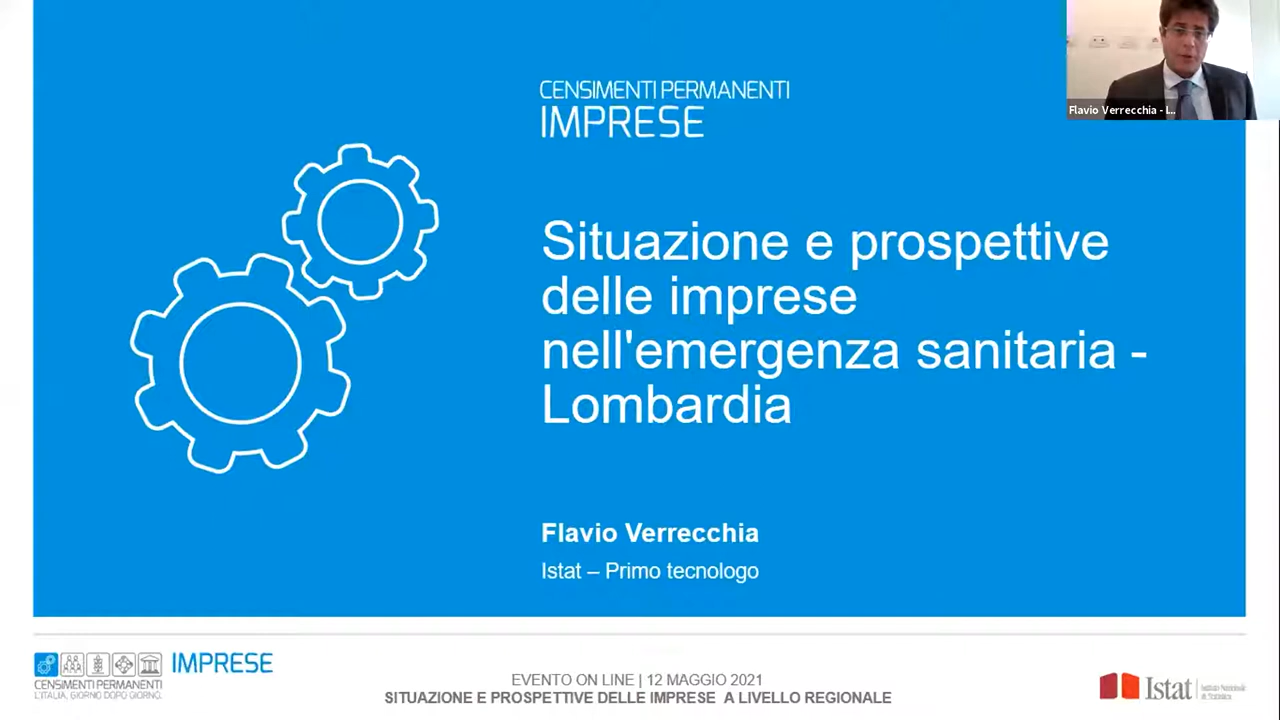 CENSIMENTI PERMANENTI
IMPRESE
Flavio Verrecchia - I...
Situazione e prospettive
delle imprese
nell'emergenza sanitaria -
Lombardia
Flavio Verrecchia
Istat – Primo tecnologo
IMPRESE
CENSIMENTI PERMANENTI
L'ITALIA, GIORNO DOPO GIORNO.
EVENTO ON LINE | 12 MAGGIO 2021
SITUAZIONE E PROSPETTIVE DELLE IMPRESE A LIVELLO REGIONALE
Istat